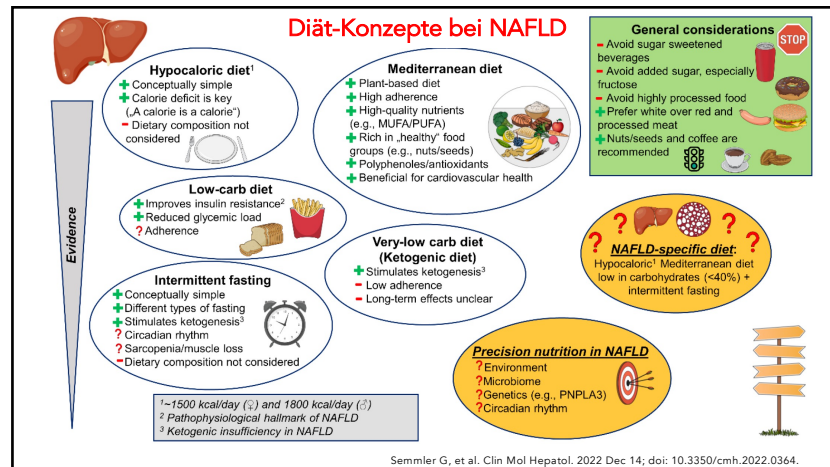 Diät-Konzepte bei NAFLD
Hypocaloric diet¹
+ Conceptually simple
+ Calorie deficit is key
(„A calorie is a calorie“)
− Dietary composition not
considered
Mediterranean diet
+ Plant-based diet
+ High adherence
+ High-quality nutrients
(e.g., MUFA/PUFA)
+ Rich in „healthy“ food
groups (e.g., nuts/seeds)
+ Polyphenoles/antioxidants
+ Beneficial for cardiovascular health
General considerations
− Avoid sugar sweetened
beverages
− Avoid added sugar, especially
fructose
− Avoid highly processed food
+ Prefer white over red and
processed meat
+ Nuts/seeds and coffee are
recommended
STOP
Evidence
Low-carb diet
+ Improves insulin resistance²
+ Reduced glycemic load
? Adherence
Very-low carb diet
(Ketogenic diet)
+ Stimulates ketogenesis³
− Low adherence
− Long-term effects unclear
? ? ? ?
NAFLD-specific diet:
Hypocaloric¹ Mediterranean diet
low in carbohydrates (<40%) +
intermittent fasting
Intermittent fasting
+ Conceptually simple
+ Different types of fasting
+ Stimulates ketogenesis³
? Circadian rhythm
? Sarcopenia/muscle loss
− Dietary composition not considered
Precision nutrition in NAFLD
? Environment
? Microbiome
? Genetics (e.g., PNPLA3)
? Circadian rhythm
¹~1500 kcal/day (♀) and 1800 kcal/day (♂)
² Pathophysiological hallmark of NAFLD
³ Ketogenic insufficiency in NAFLD
Semmler G, et al. Clin Mol Hepatol. 2022 Dec 14; doi: 10.3350/cmh.2022.0364.